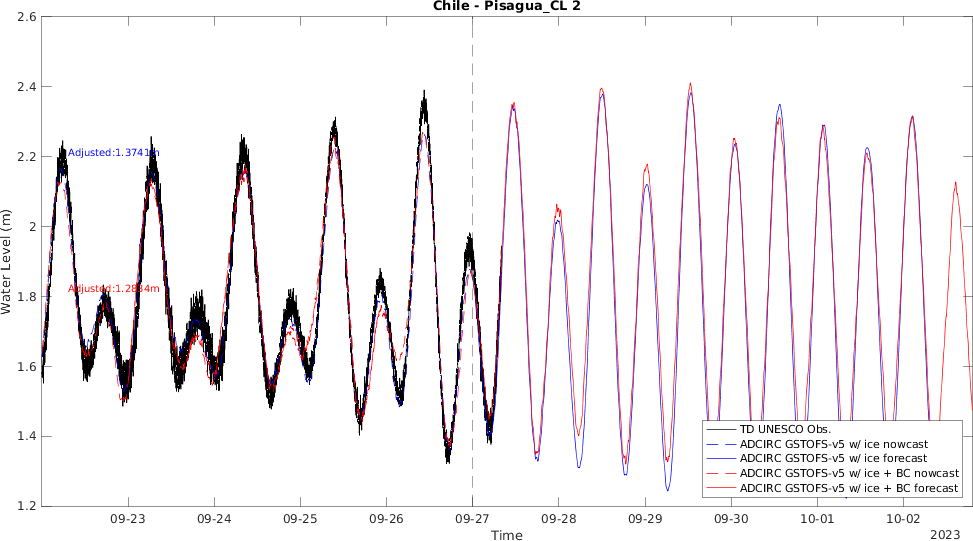 Chile - Pisagua_CL 2
2.6
2.4
2.2
2
1.8
1.6
1.4
1.2
Water Level (m)
Adjusted:1.3741m
Adjusted:1.2834m
TD UNESCO Obs.
ADCIRC GSTOFS-v5 w/ ice nowcast
ADCIRC GSTOFS-v5 w/ ice forecast
ADCIRC GSTOFS-v5 w/ ice + BC nowcast
ADCIRC GSTOFS-v5 w/ ice + BC forecast
09-23 09-24 09-25 09-26 09-27 09-28 09-29 09-30 10-01 10-02
Time
2023